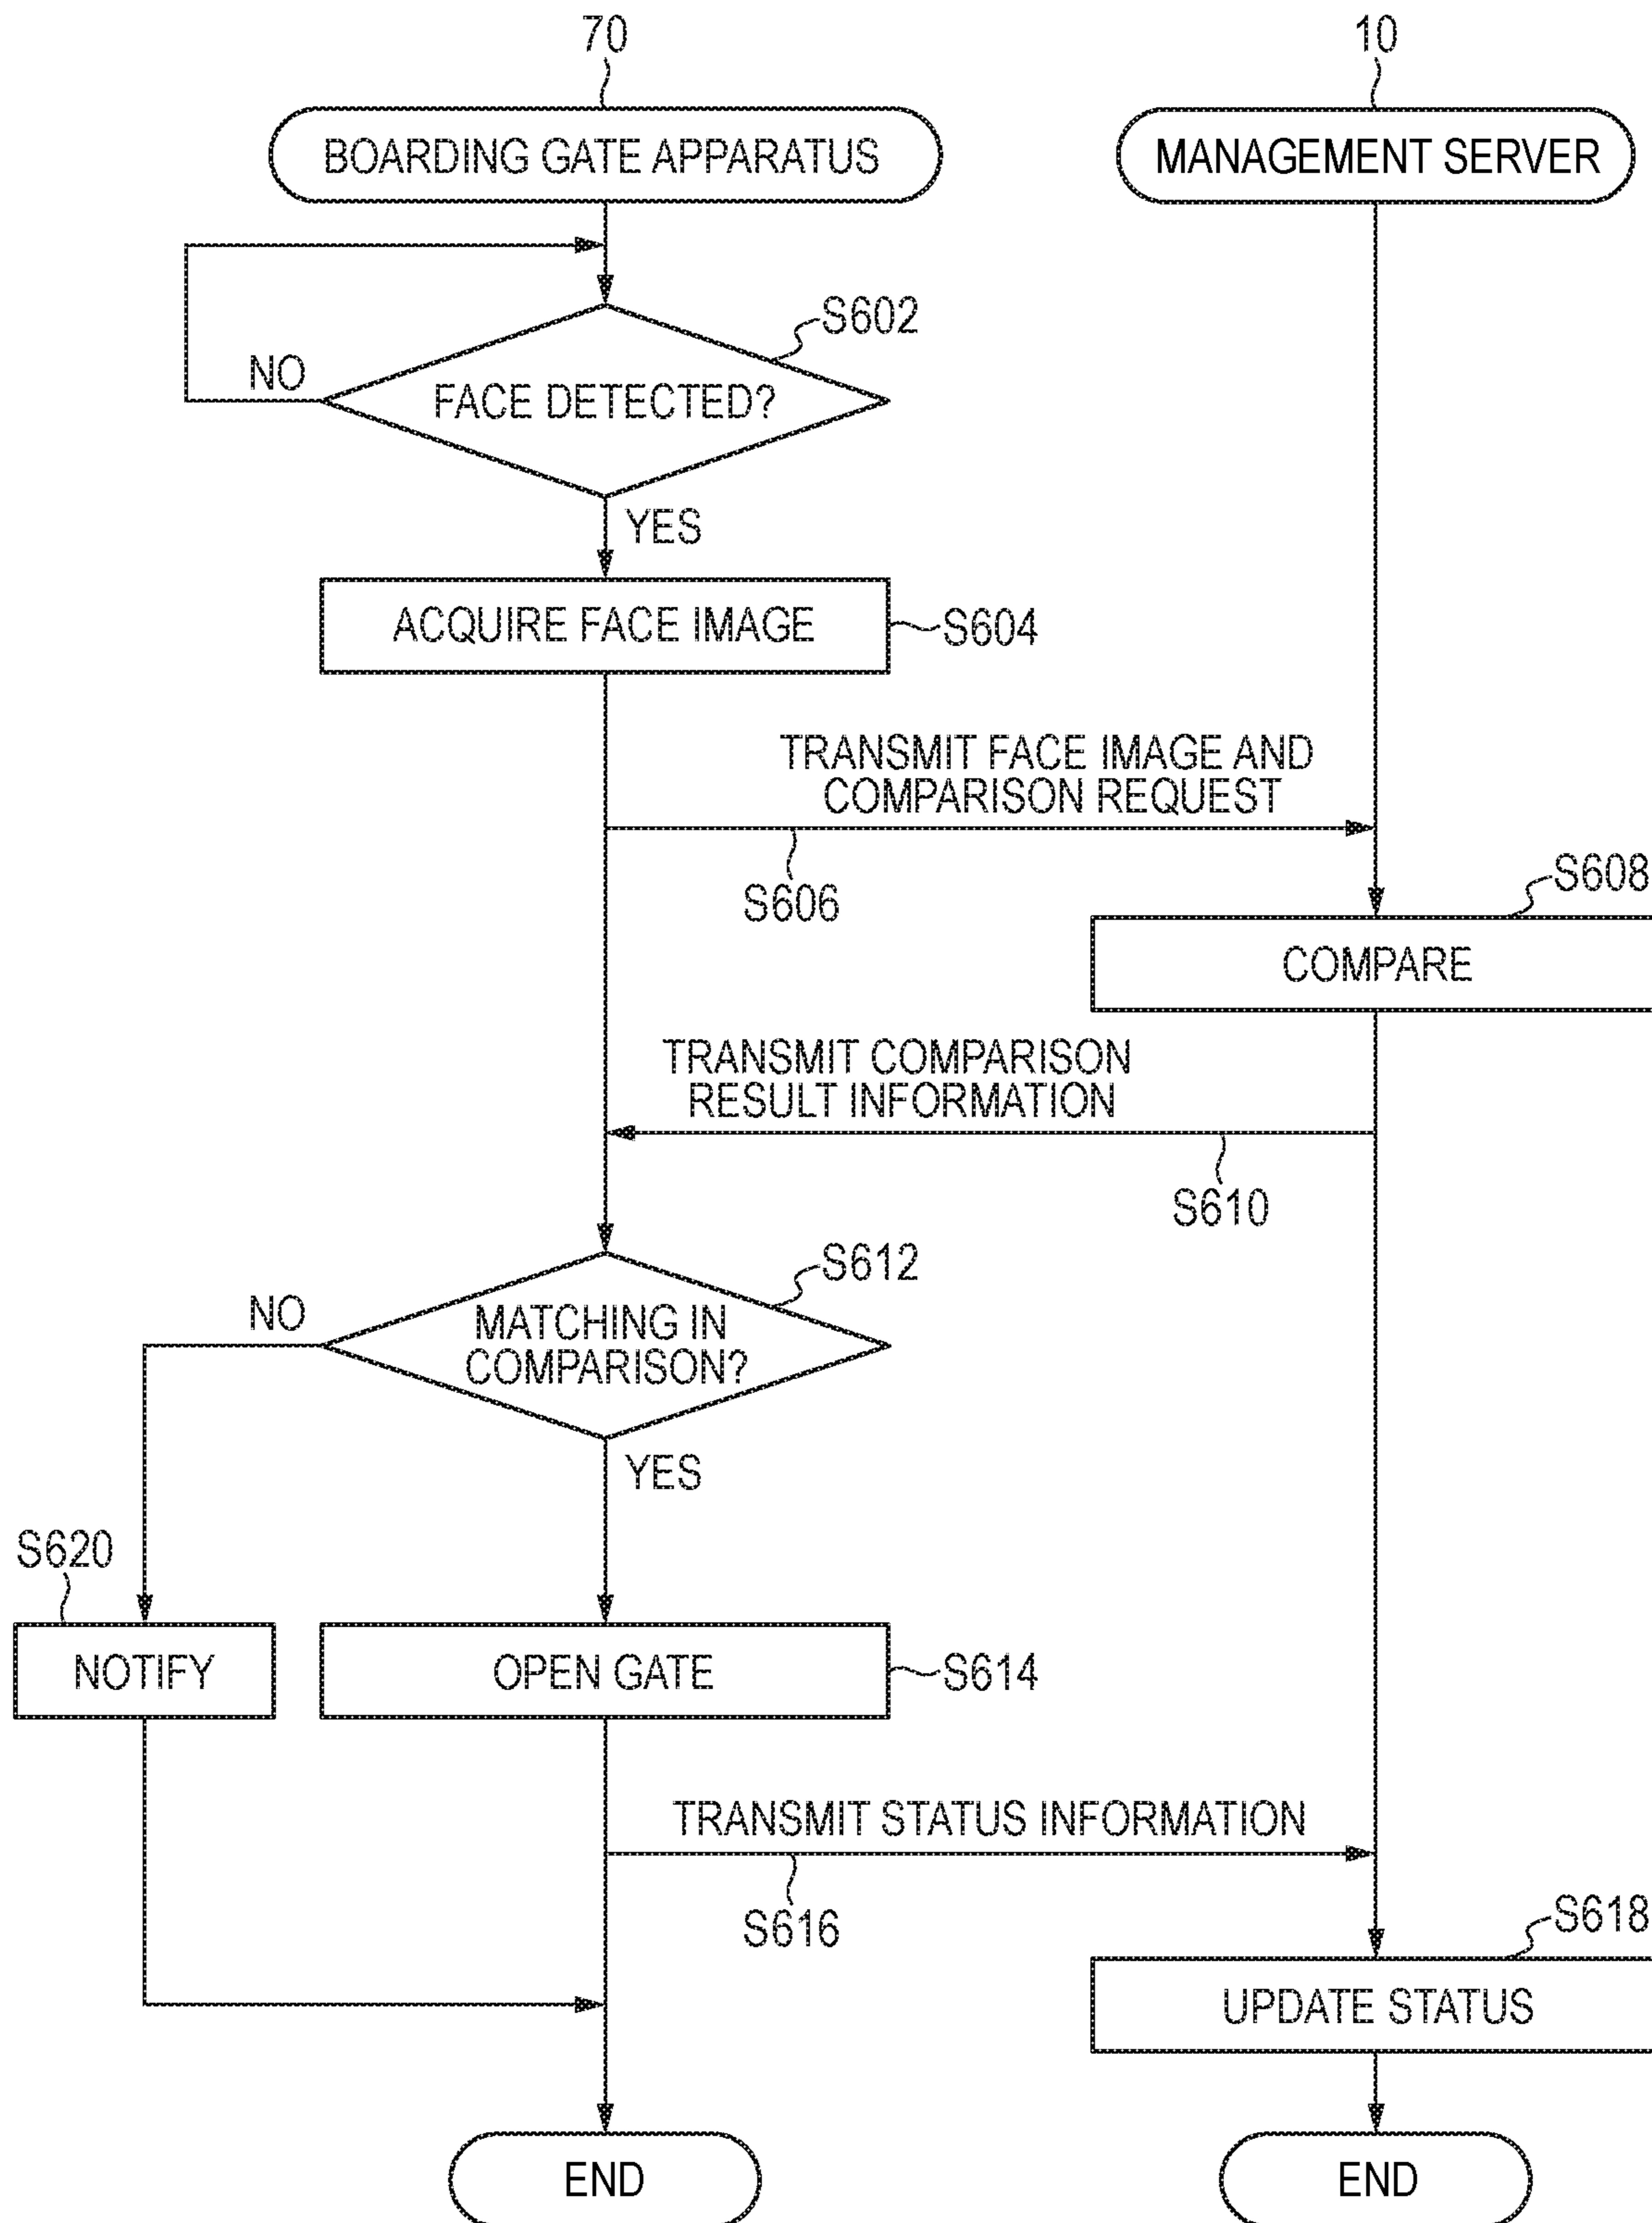 70
10
BOARDING GATE APPARATUS
MANAGEMENT SERVER
S602
NO
FACE DETECTED?
YES
ACQUIRE FACE IMAGE
S604
TRANSMIT FACE IMAGE AND
COMPARISON REQUEST
S606
S608
COMPARE
TRANSMIT COMPARISON
RESULT INFORMATION
S610
S612
NO
MATCHING IN
COMPARISON?
YES
S620
NOTIFY
OPEN GATE
S614
TRANSMIT STATUS INFORMATION
S616
S618
UPDATE STATUS
END
END